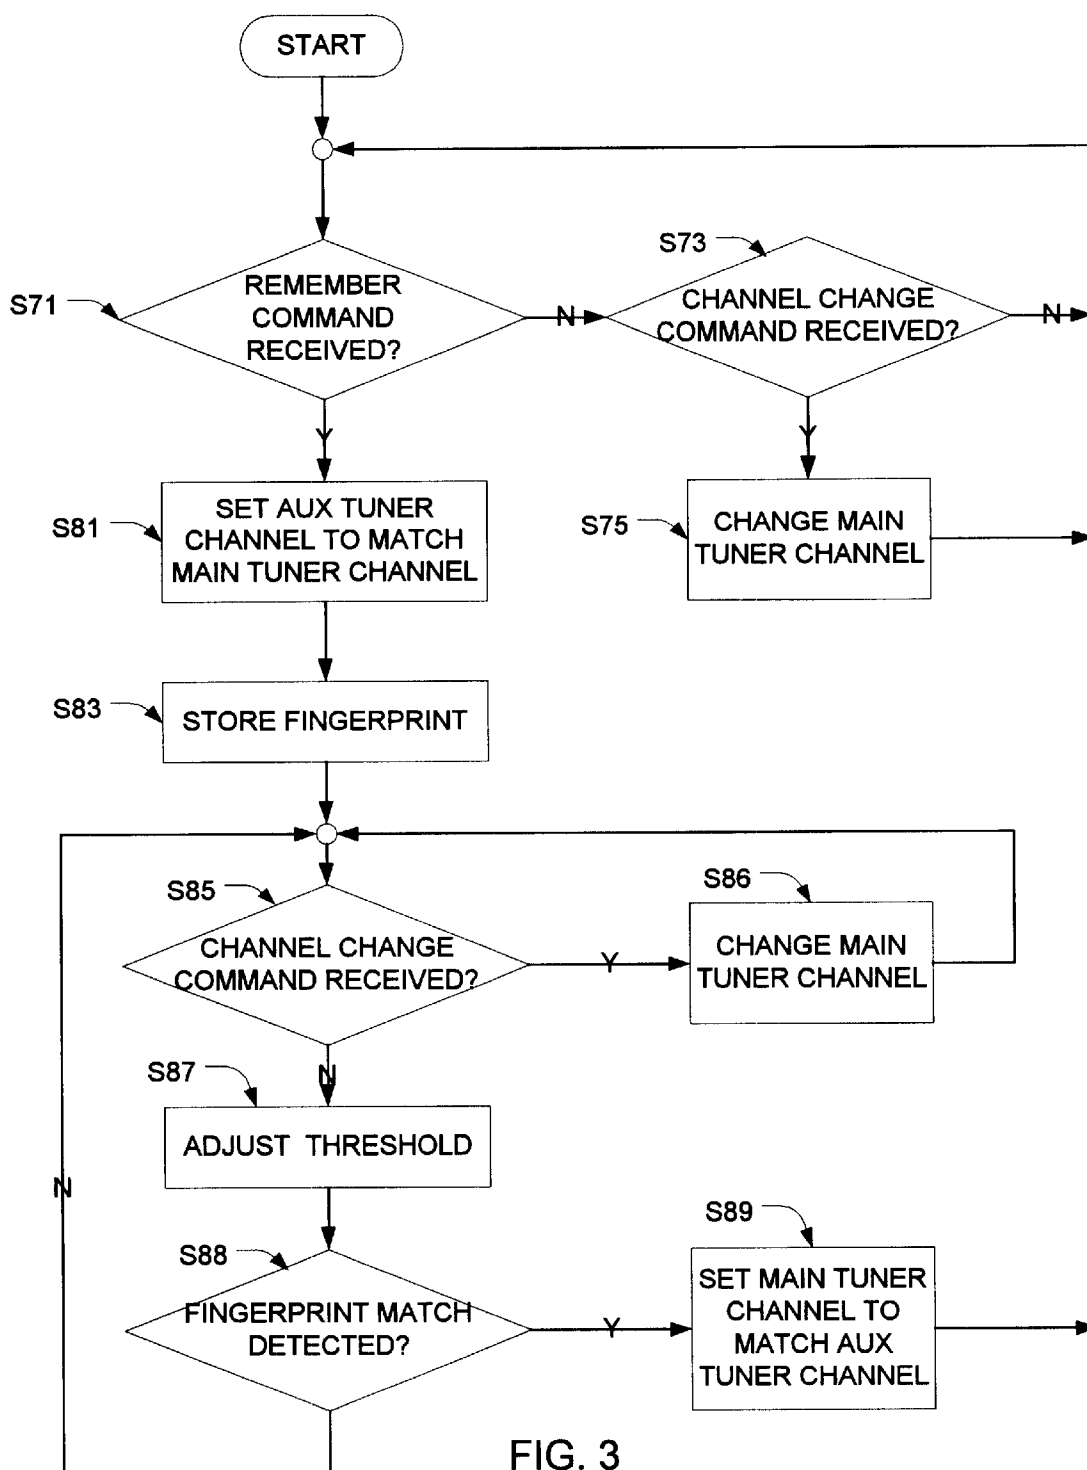 START
S71
REMEMBER
COMMAND
RECEIVED?
N
S73
CHANNEL CHANGE
COMMAND RECEIVED?
N
Y
Y
S81
SET AUX TUNER
CHANNEL TO MATCH
MAIN TUNER CHANNEL
S75
CHANGE MAIN
TUNER CHANNEL
S83
STORE FINGERPRINT
S85
CHANNEL CHANGE
COMMAND RECEIVED?
Y
S86
CHANGE MAIN
TUNER CHANNEL
N
S87
ADJUST THRESHOLD
N
S88
FINGERPRINT MATCH
DETECTED?
Y
S89
SET MAIN TUNER
CHANNEL TO
MATCH AUX
TUNER CHANNEL
FIG. 3